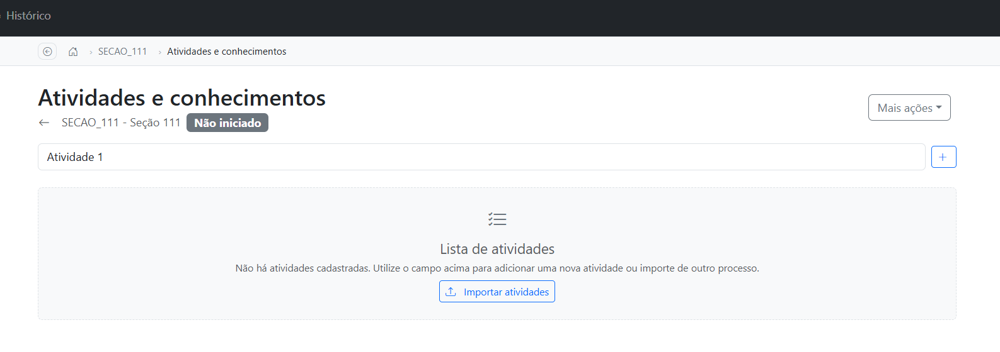 Histórico
SECAO_111 › Atividades e conhecimentos
Atividades e conhecimentos
Mais ações
SECAO_111 - Seção 111 Não iniciado
Atividade 1
Lista de atividades
Não há atividades cadastradas. Utilize o campo acima para adicionar uma nova atividade ou importe de outro processo.
Importar atividades